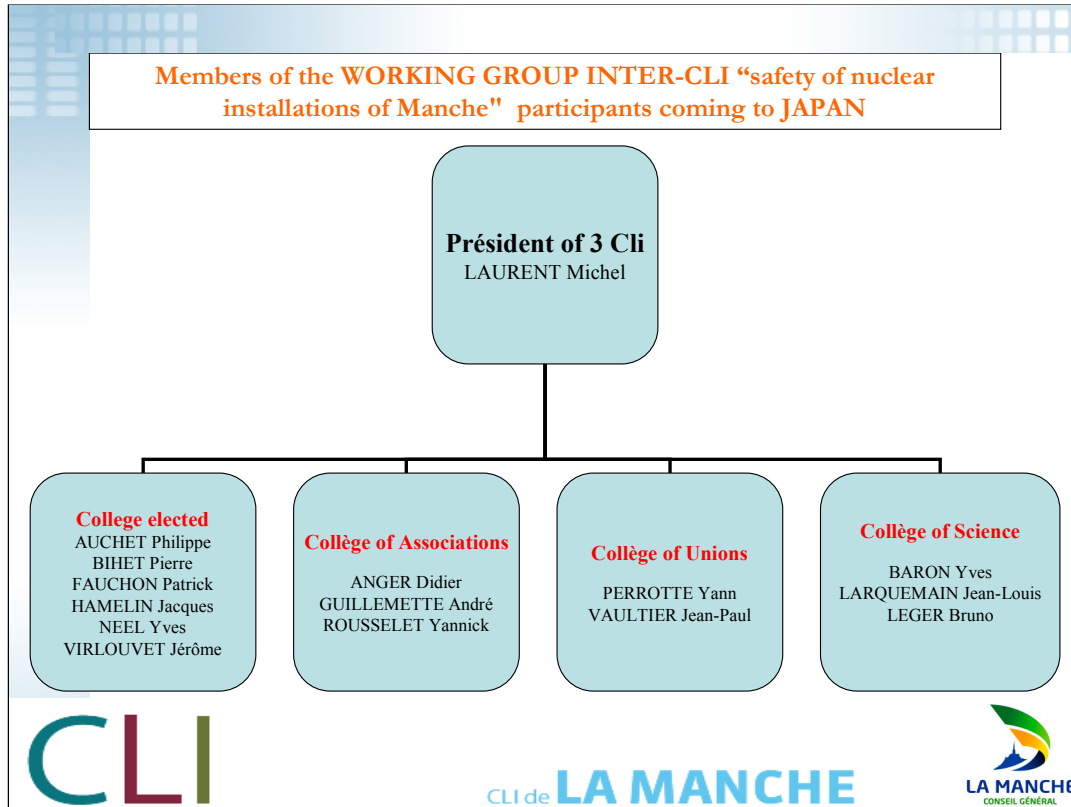 Members of the WORKING GROUP INTER-CLI “safety of nuclear
installations of Manche"  participants coming to JAPAN
Président of 3 Cli
LAURENT Michel
College elected
AUCHET Philippe
BIHET Pierre
FAUCHON Patrick
HAMELIN Jacques
NEEL Yves
VIRLOUVET Jérôme
Collège of Associations
ANGER Didier
GUILLEMETTE André
ROUSSELET Yannick
Collège of Unions
PERROTTE Yann
VAULTIER Jean-Paul
Collège of Science
BARON Yves
LARQUEMAIN Jean-Louis
LEGER Bruno
CLI
CLI de LA MANCHE
LA MANCHE
CONSEIL GÉNÉRAL